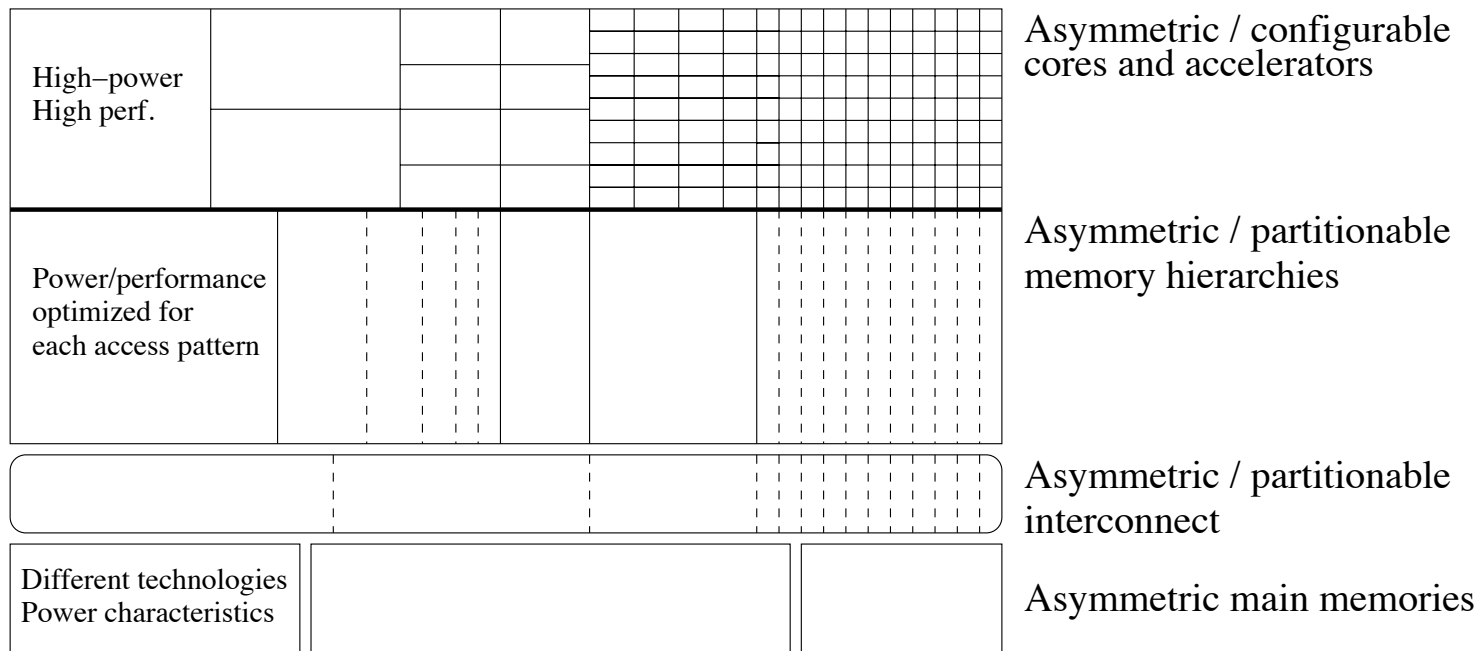 High–power
High perf.
Asymmetric / configurable
cores and accelerators
Power/performance
optimized for
each access pattern
Asymmetric / partitionable
memory hierarchies
Asymmetric / partitionable
interconnect
Different technologies
Power characteristics
Asymmetric main memories